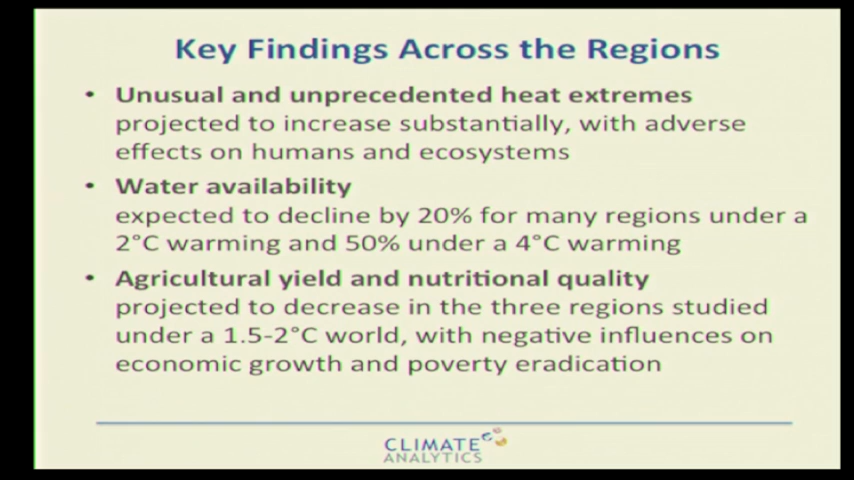 Key Findings Across the Regions
• Unusual and unprecedented heat extremes
projected to increase substantially, with adverse
effects on humans and ecosystems
• Water availability
expected to decline by 20% for many regions under a
2°C warming and 50% under a 4°C warming
• Agricultural yield and nutritional quality
projected to decrease in the three regions studied
under a 1.5-2°C world, with negative influences on
economic growth and poverty eradication
CLIMATE
ANALYTICS